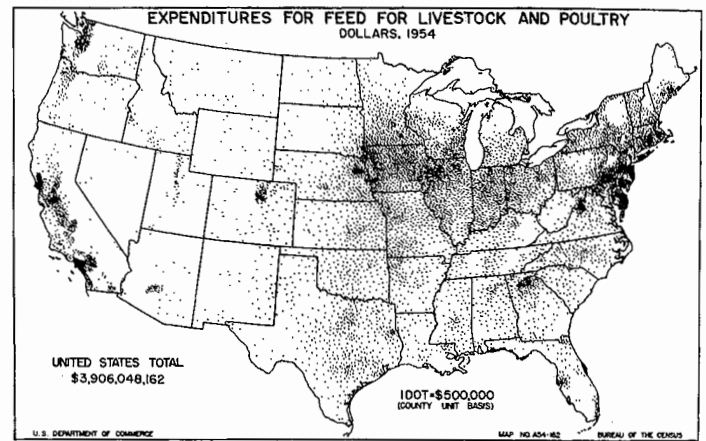 EXPENDITURES FOR FEED FOR LIVESTOCK AND POULTRY
DOLLARS, 1954
UNITED STATES TOTAL
$3,906,048,162
1 DOT=$500,000
(COUNTY UNIT BASIS)
U. S. DEPARTMENT OF COMMERCE
MAP NO. A54-162
BUREAU OF THE CENSUS